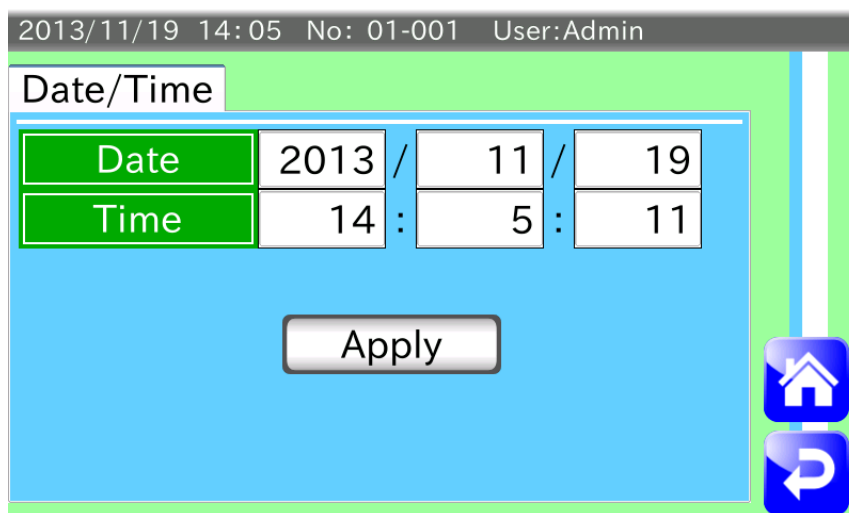 2013/11/19 14:05 No: 01-001 User:Admin
Date/Time
Date 2013 / 11 / 19
Time 14 : 5 : 11
Apply